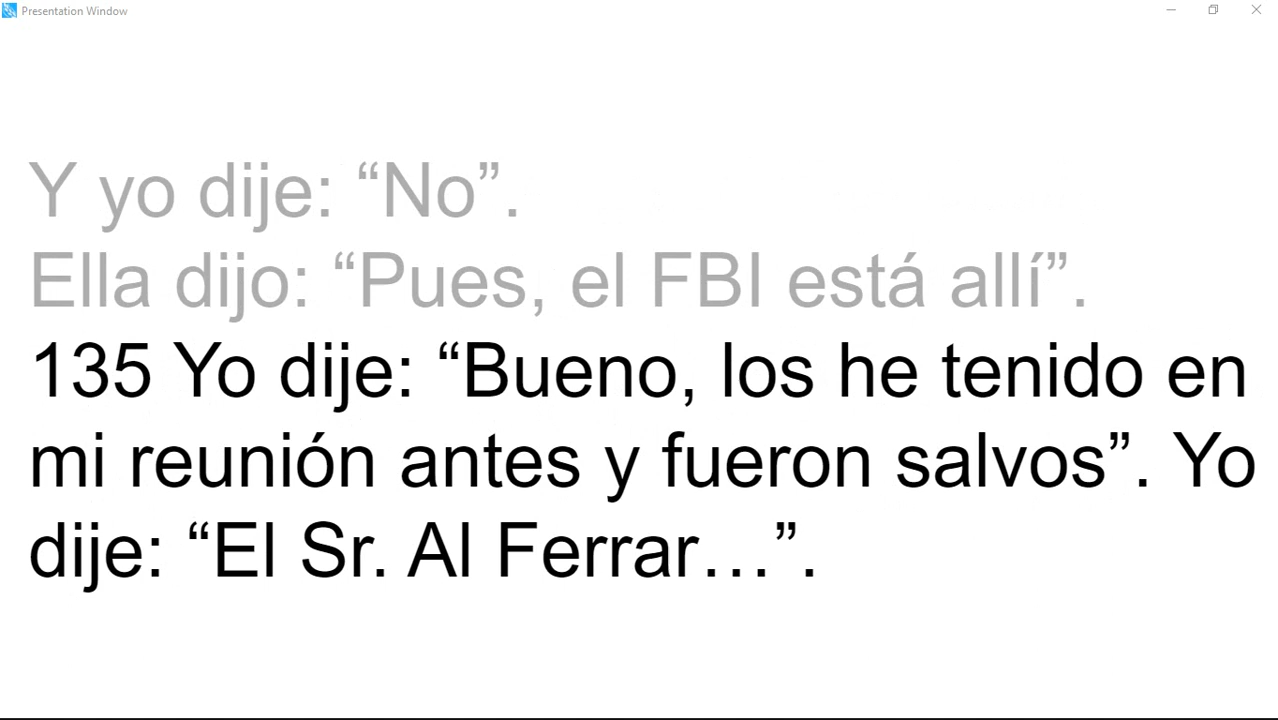 Presentation Window
Y yo dije: “No”.
Ella dijo: “Pues, el FBI está allí”.
135 Yo dije: “Bueno, los he tenido en
mi reunión antes y fueron salvos”. Yo
dije: “El Sr. Al Ferrar…”.